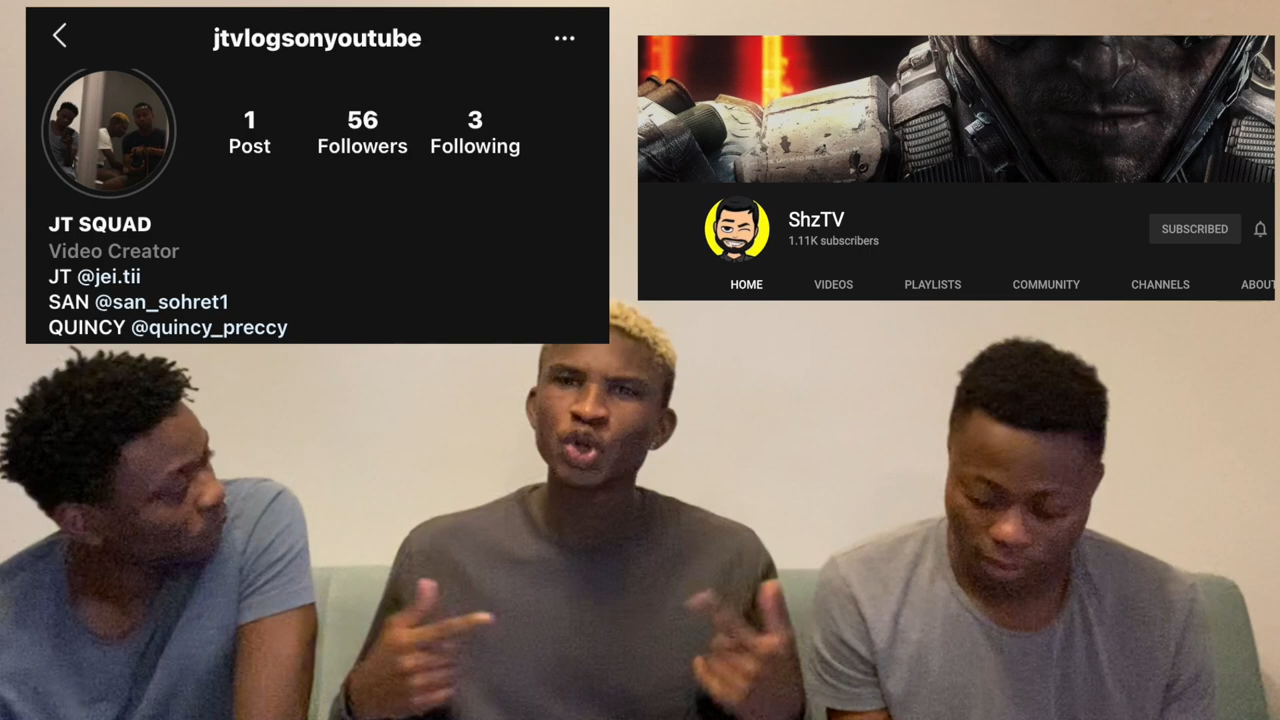 jtvlogsonyoutube
1 56 3
Post Followers Following
JT SQUAD
Video Creator
JT @jei.tii
SAN @san_sohret1
QUINCY @quincy_preccy
ShzTV
1.11K subscribers
SUBSCRIBED
HOME VIDEOS PLAYLISTS COMMUNITY CHANNELS ABOUT